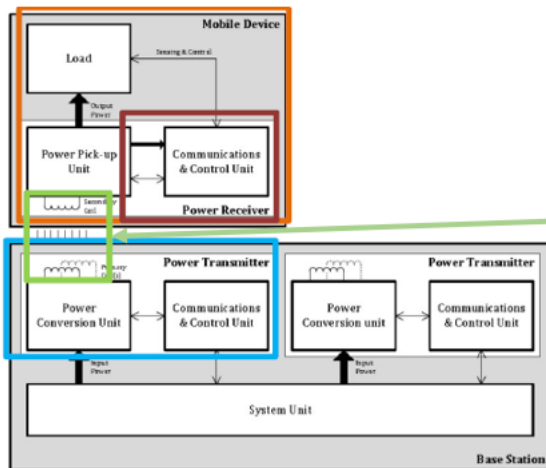 Mobile Device
Load
Sensing & Control
Output
Power
Power Pick-up
Unit
Communications
& Control Unit
Secondary
Power Receiver
Power Transmitter
Power Transmitter
Primary
Power
Conversion Unit
Communications
& Control Unit
Power
Conversion unit
Communications
& Control Unit
Input
Power
Input
Power
System Unit
Base Station